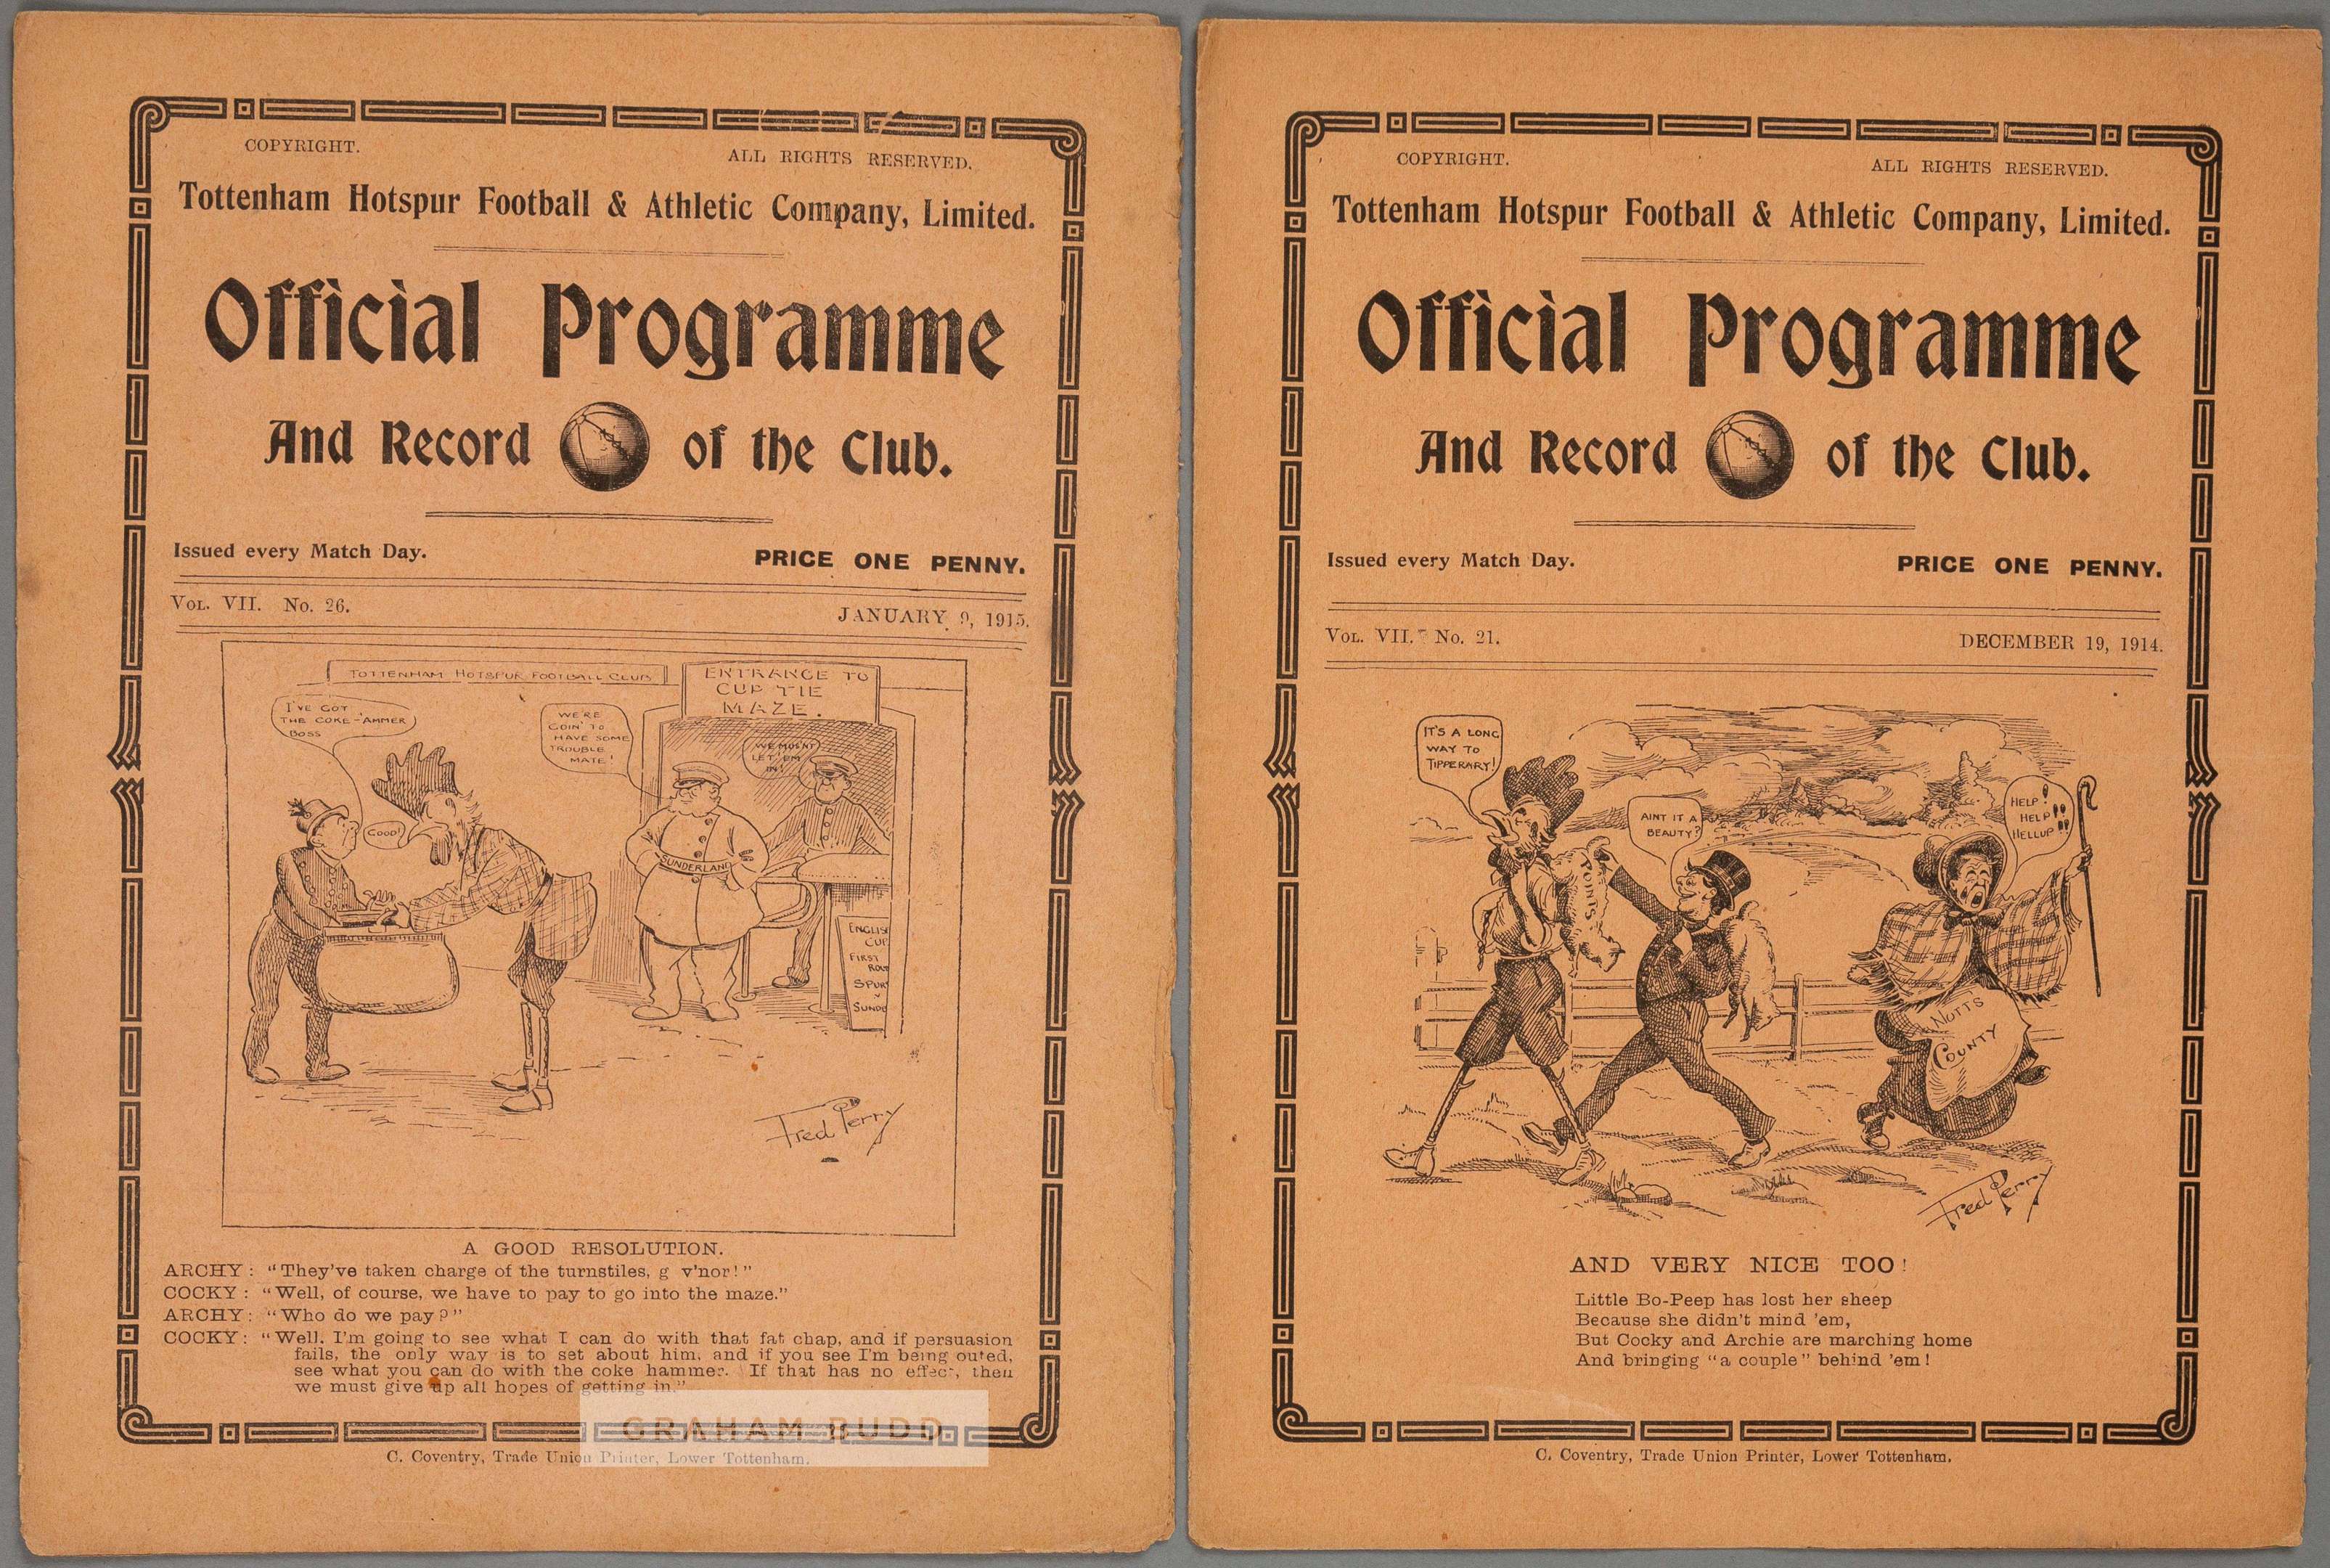 COPYRIGHT. ALL RIGHTS RESERVED.
Tottenham Hotspur Football & Athletic Company, Limited.
Official Programme
And Record of the Club.
Issued every Match Day. PRICE ONE PENNY.
VOL. VII. No. 26. JANUARY 9, 1915.
TOTTENHAM HOTSPUR FOOTBALL CLUB
ENTRANCE TO
CUP TIE
MAZE.
I'VE GOT
THE COKE-AMMER
BOSS
GOOD!
WE'RE
GOIN' TO
HAVE SOME
TROUBLE
MATE!
WE MUSN'T
LET 'EM
IN!
SUNDERLAND
ENGLISH
CUP
FIRST
ROU
SPUR
V
SUNDE
Fred Perry
A GOOD RESOLUTION.
ARCHY: "They've taken charge of the turnstiles, g v'nor!"
COCKY: "Well, of course, we have to pay to go into the maze."
ARCHY: "Who do we pay?"
COCKY: "Well, I'm going to see what I can do with that fat chap, and if persuasion
fails, the only way is to set about him, and if you see I'm being outed,
see what you can do with the coke hammer. If that has no effect, then
we must give up all hopes of getting in."
GRAHAM BUDD
C. Coventry, Trade Union Printer, Lower Tottenham.
COPYRIGHT. ALL RIGHTS RESERVED.
Tottenham Hotspur Football & Athletic Company, Limited.
Official Programme
And Record of the Club.
Issued every Match Day. PRICE ONE PENNY.
VOL. VII. No. 21. DECEMBER 19, 1914.
IT'S A LONG
WAY TO
TIPPERARY!
AINT IT A
BEAUTY?
HELP!
HELP!!
HELLUP!!!
POINTS
NOTTS
COUNTY
Fred Perry
AND VERY NICE TOO!
Little Bo-Peep has lost her sheep
Because she didn't mind 'em,
But Cocky and Archie are marching home
And bringing "a couple" behind 'em!
C. Coventry, Trade Union Printer, Lower Tottenham.